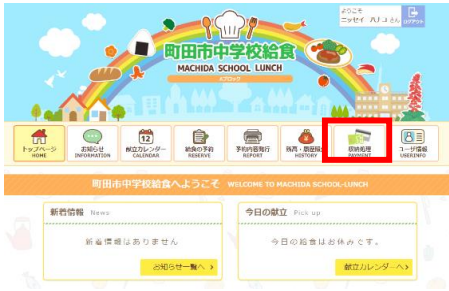 ようこそ
ニッセイ ハナコ さん ログアウト
町田市中学校給食
MACHIDA SCHOOL LUNCH
Aブロック
トップページ お知らせ 献立カレンダー 給食の予約 予約内容発行 残高・履歴照 収納処理 ユーザ情報
HOME INFORMATION CALENDAR RESERVE REPORT HISTORY PAYMENT USERINFO
12
町田市中学校給食へようこそ WELCOME TO MACHIDA SCHOOL-LUNCH
新着情報 News 今日の献立 Pick up
新着情報はありません 今日の給食はお休みです。
お知らせ一覧へ 献立カレンダーへ